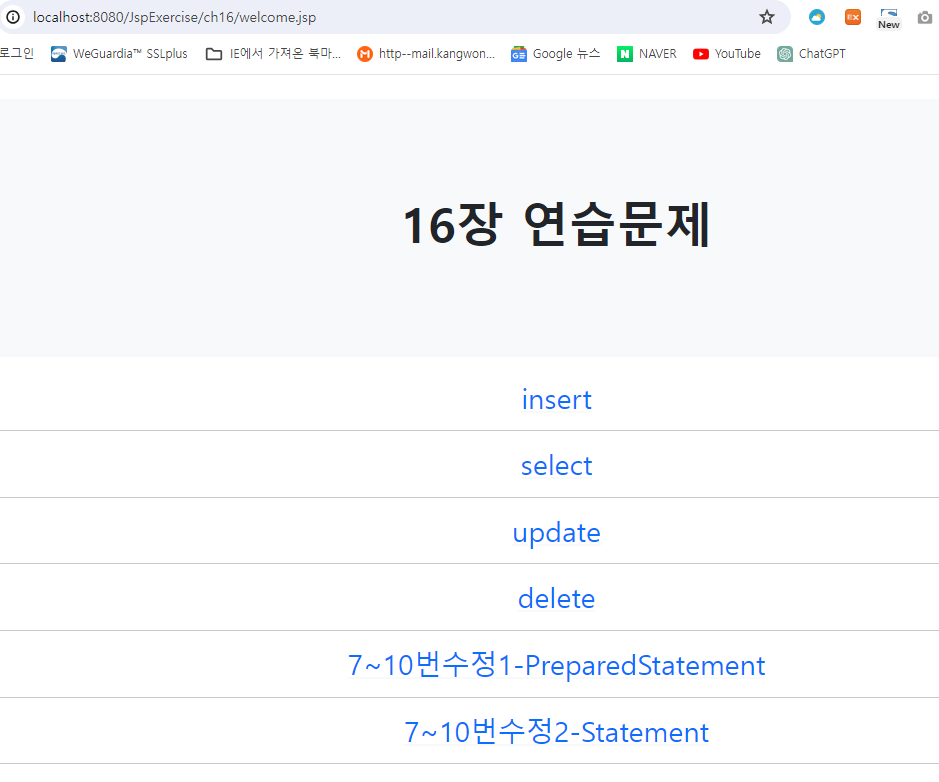 localhost:8080/JspExercise/ch16/welcome.jsp
New
로그인 WeGuardia™ SSLplus IE에서 가져온 북마... http--mail.kangwon... Google 뉴스 NAVER YouTube ChatGPT
16장 연습문제
insert
select
update
delete
7~10번수정1-PreparedStatement
7~10번수정2-Statement